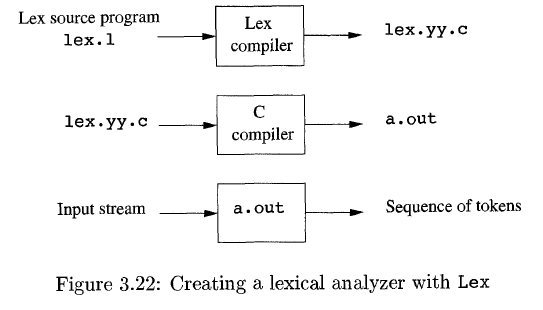 Lex source program
lex.l
Lex
compiler
lex.yy.c
lex.yy.c
C
compiler
a.out
Input stream
a.out
Sequence of tokens
Figure 3.22: Creating a lexical analyzer with Lex